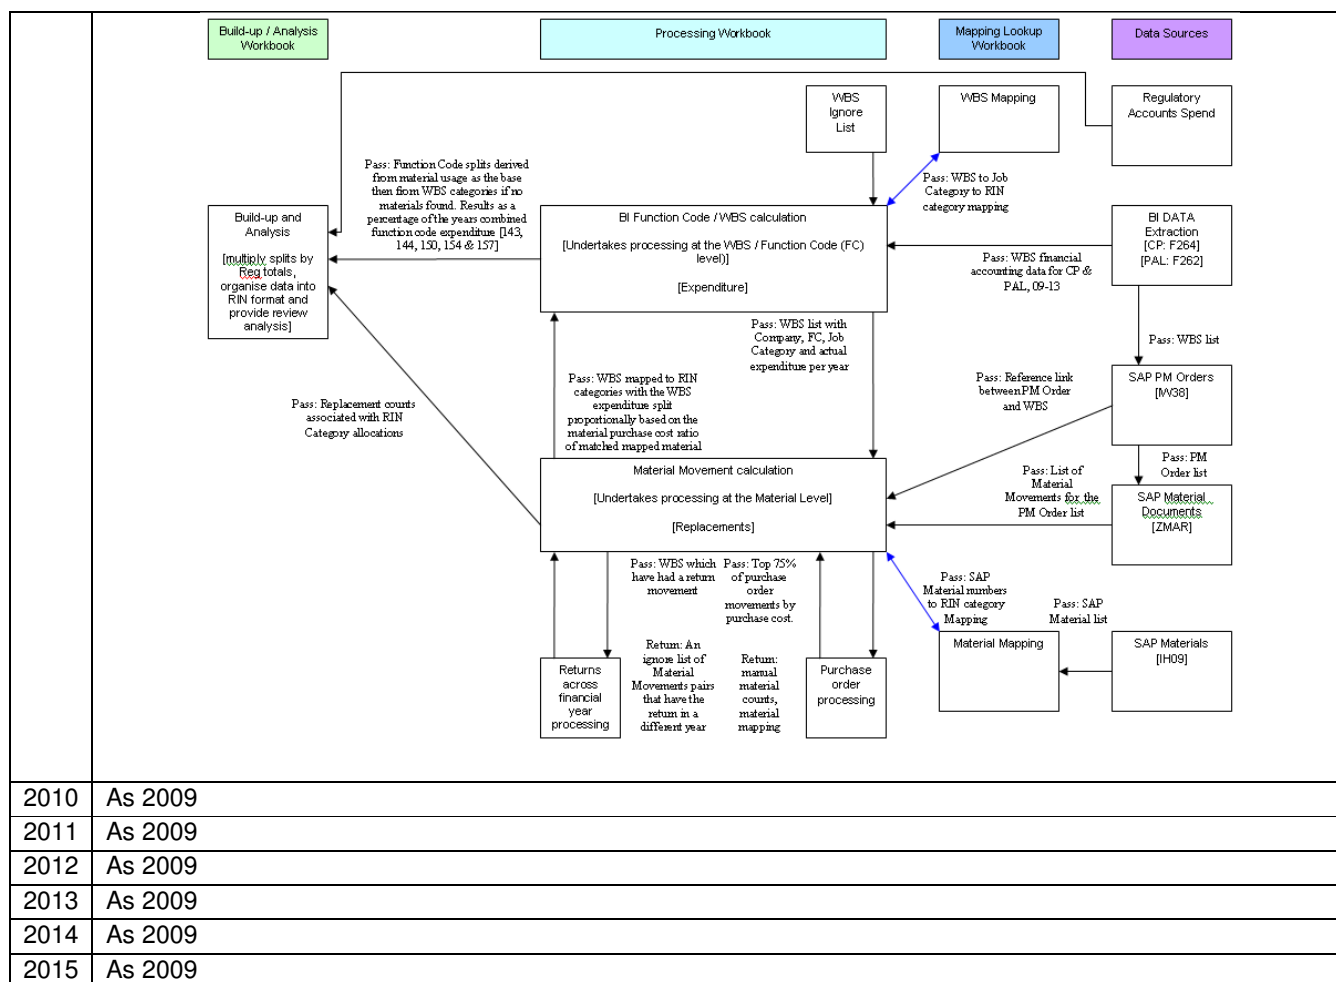 Build-up / Analysis
Workbook
Processing Workbook
Mapping Lookup
Workbook
Data Sources
WBS
Ignore
List
WBS Mapping
Regulatory
Accounts Spend
Pass: Function Code splits derived
from material usage as the base
then from WBS categories if no
materials found. Results as a
percentage of the years combined
function code expenditure [143,
144, 150, 154 & 157]
Pass: WBS to Job
Category to RIN
category mapping
Build-up and
Analysis
[multiply splits by
Reg totals,
organise data into
RIN format and
provide review
analysis]
BI Function Code / WBS calculation
[Undertakes processing at the WBS / Function Code (FC)
level)]
[Expenditure]
BI DATA
Extraction
[CP: F264]
[PAL: F262]
Pass: WBS financial
accounting data for CP &
PAL, 09-13
Pass: WBS list with
Company, FC, Job
Category and actual
expenditure per year
Pass: WBS list
Pass: WBS mapped to RIN
categories with the WBS
expenditure split
proportionally based on the
material purchase cost ratio
of matched mapped material
Pass: Reference link
between PM Order
and WBS
SAP PM Orders
[IW38]
Pass: Replacement counts
associated with RIN
Category allocations
Material Movement calculation
[Undertakes processing at the Material Level]
[Replacements]
Pass: PM
Order list
Pass: List of
Material
Movements for the
PM Order list
SAP Material
Documents
[ZMAR]
Pass: WBS which
have had a return
movement
Pass: Top 75%
of purchase
order
movements by
purchase cost.
Pass: SAP
Material numbers
to RIN category
Mapping
Pass: SAP
Material list
Returns
across
financial
year
processing
Return: An
ignore list of
Material
Movements pairs
that have the
return in a
different year
Return:
manual
material
counts,
material
mapping
Purchase
order
processing
Material Mapping
SAP Materials
[IH09]
2010 As 2009
2011 As 2009
2012 As 2009
2013 As 2009
2014 As 2009
2015 As 2009